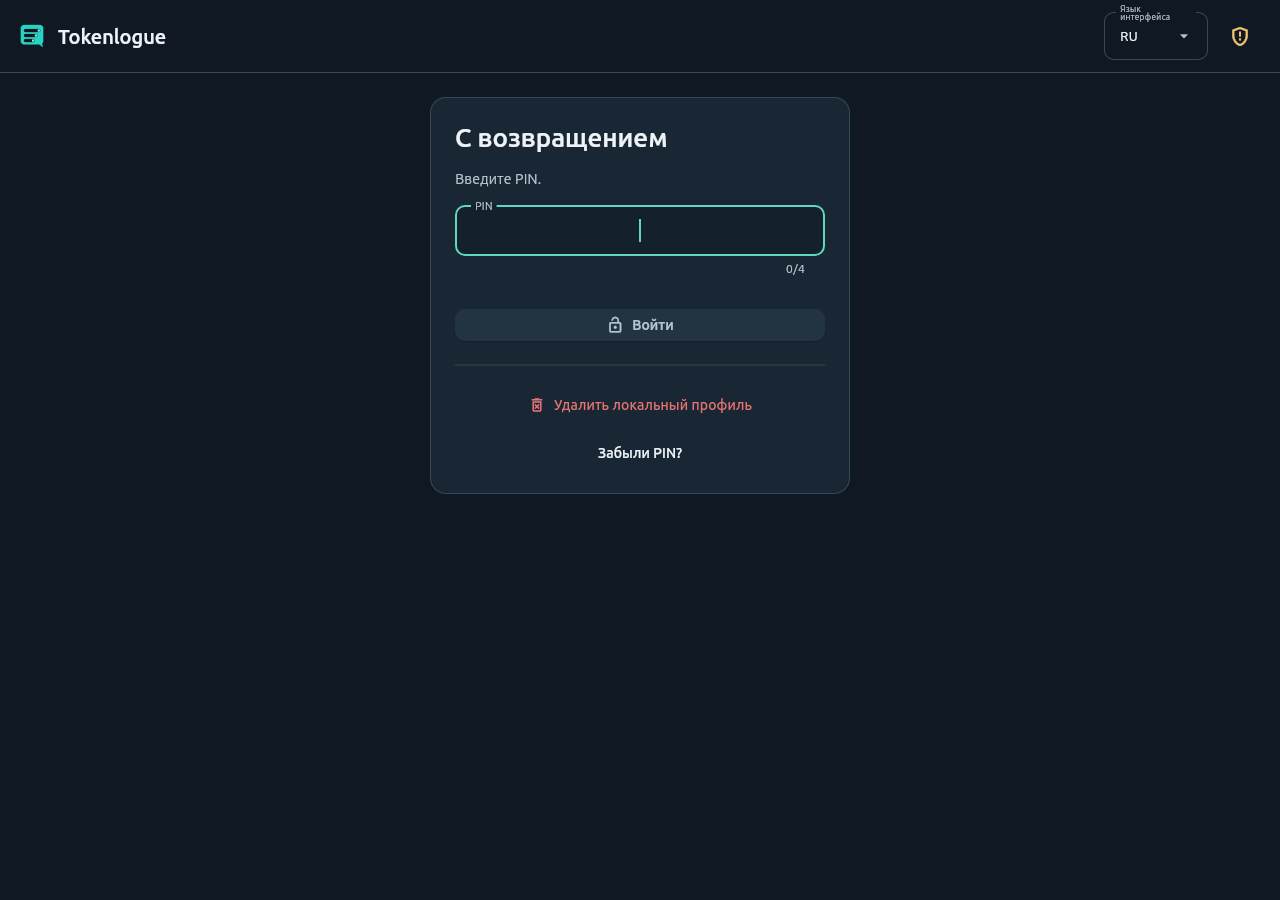 Tokenlogue
Язык
интерфейса
RU
С возвращением
Введите PIN.
PIN
0/4
Войти
Удалить локальный профиль
Забыли PIN?